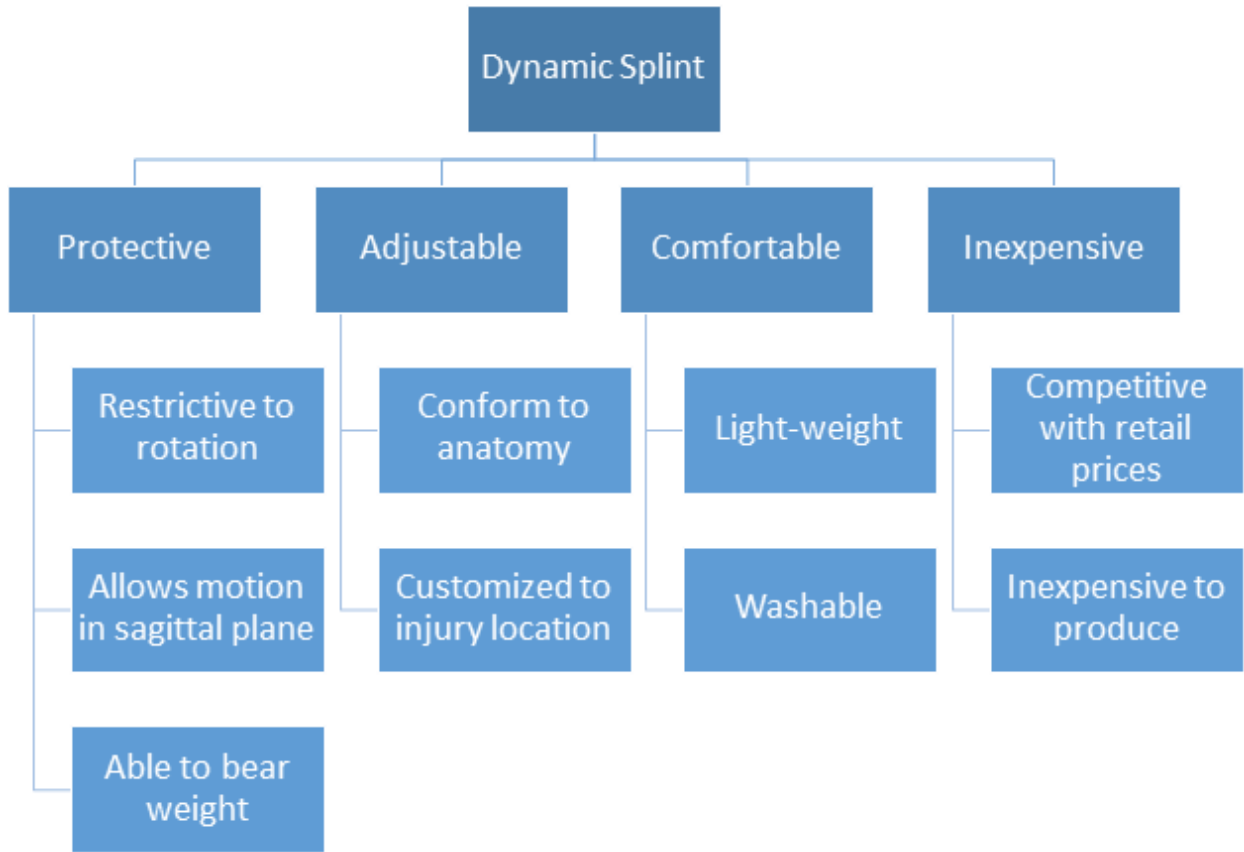 Dynamic Splint
Protective
Adjustable
Comfortable
Inexpensive
Restrictive to
rotation
Allows motion
in sagittal plane
Able to bear
weight
Conform to
anatomy
Customized to
injury location
Light-weight
Washable
Competitive
with retail
prices
Inexpensive to
produce